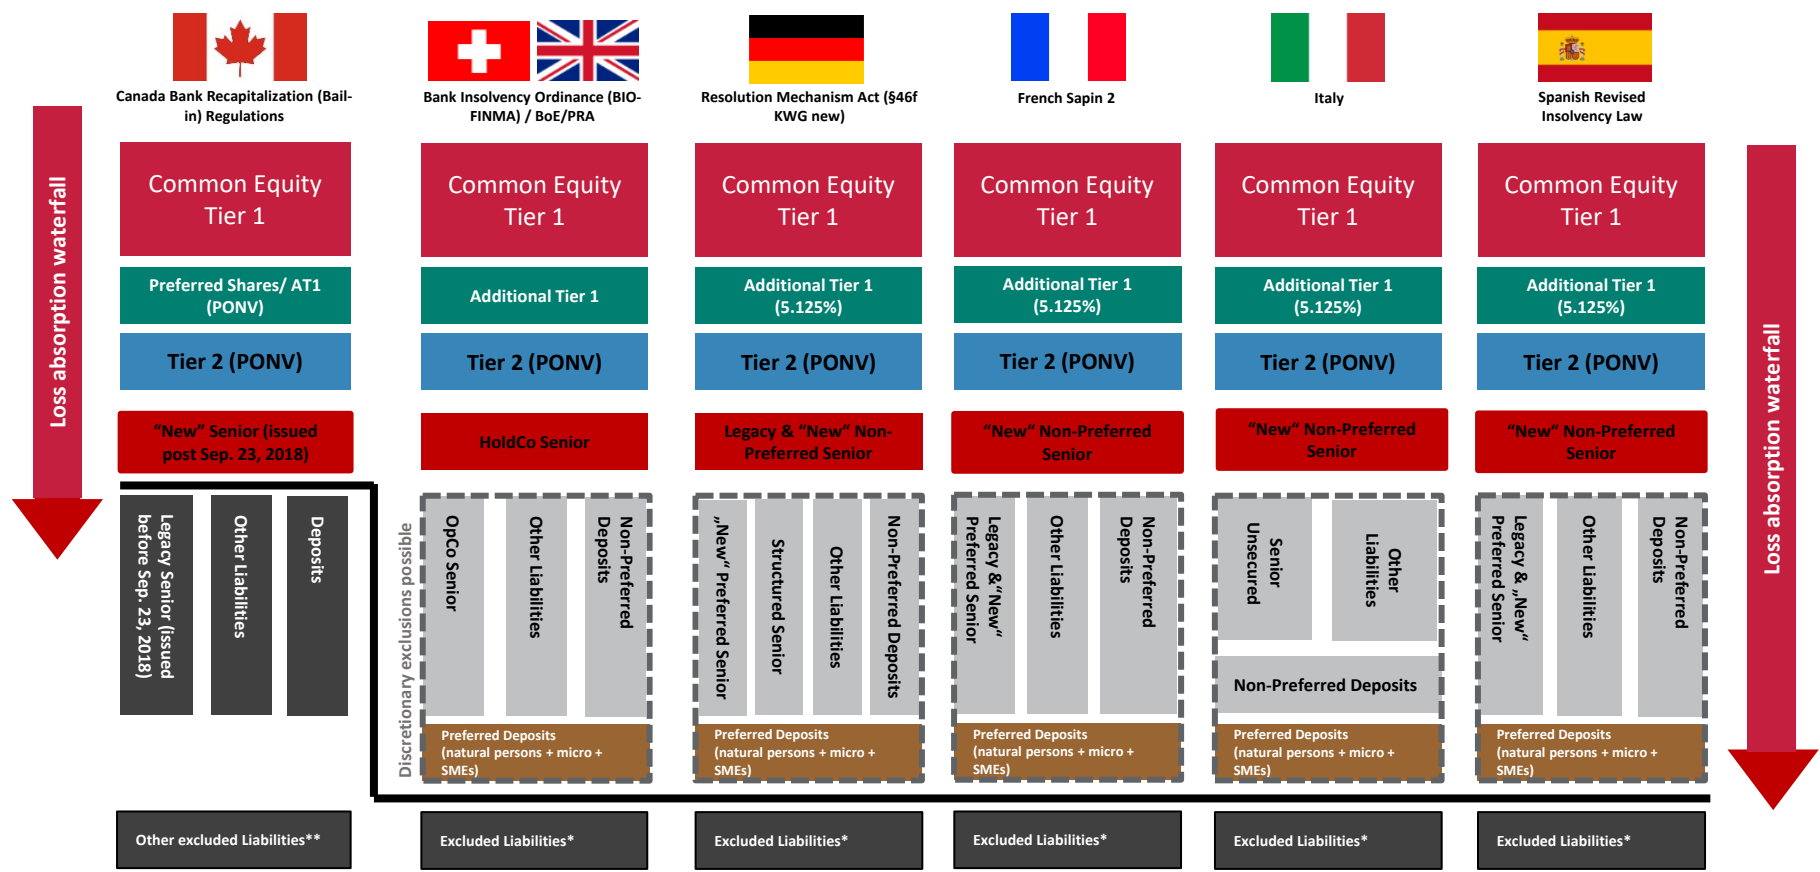 Canada Bank Recapitalization (Bail-
in) Regulations
Bank Insolvency Ordinance (BIO-
FINMA) / BoE/PRA
Resolution Mechanism Act (§46f
KWG new)
French Sapin 2
Italy
Spanish Revised
Insolvency Law
Loss absorption waterfall
Common Equity
Tier 1
Common Equity
Tier 1
Common Equity
Tier 1
Common Equity
Tier 1
Common Equity
Tier 1
Common Equity
Tier 1
Loss absorption waterfall
Preferred Shares/ AT1
(PONV)
Additional Tier 1
Additional Tier 1
(5.125%)
Additional Tier 1
(5.125%)
Additional Tier 1
(5.125%)
Additional Tier 1
(5.125%)
Tier 2 (PONV)
Tier 2 (PONV)
Tier 2 (PONV)
Tier 2 (PONV)
Tier 2 (PONV)
Tier 2 (PONV)
“New“ Senior (issued
post Sep. 23, 2018)
HoldCo Senior
Legacy & “New“ Non-
Preferred Senior
“New“ Non-Preferred
Senior
“New“ Non-Preferred
Senior
“New“ Non-Preferred
Senior
Legacy Senior (issued
before Sep. 23, 2018)
Other Liabilities
Deposits
Discretionary exclusions possible
OpCo Senior
Other Liabilities
Non-Preferred
Deposits
„New“ Preferred Senior
Structured Senior
Other Liabilities
Non-Preferred Deposits
Legacy &“New“
Preferred Senior
Other Liabilities
Non-Preferred
Deposits
Senior
Unsecured
Other
Liabilities
Non-Preferred Deposits
Legacy & „New“
Preferred Senior
Other Liabilities
Non-Preferred
Deposits
Preferred Deposits
(natural persons + micro +
SMEs)
Preferred Deposits
(natural persons + micro +
SMEs)
Preferred Deposits
(natural persons + micro +
SMEs)
Preferred Deposits
(natural persons + micro +
SMEs)
Preferred Deposits
(natural persons + micro +
SMEs)
Other excluded Liabilities**
Excluded Liabilities*
Excluded Liabilities*
Excluded Liabilities*
Excluded Liabilities*
Excluded Liabilities*